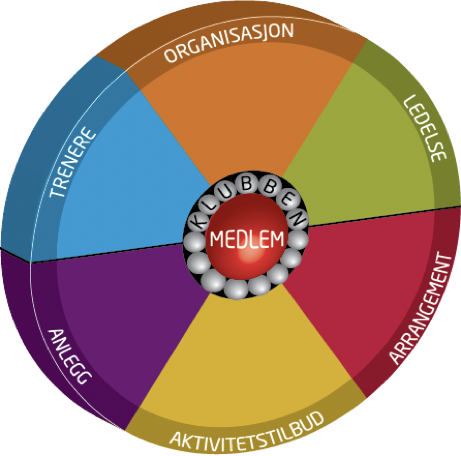 ORGANISASJON
LEDELSE
TRENERE
KLUBBEN
MEDLEM
ARRANGEMENT
ANLEGG
AKTIVITETSTILBUD